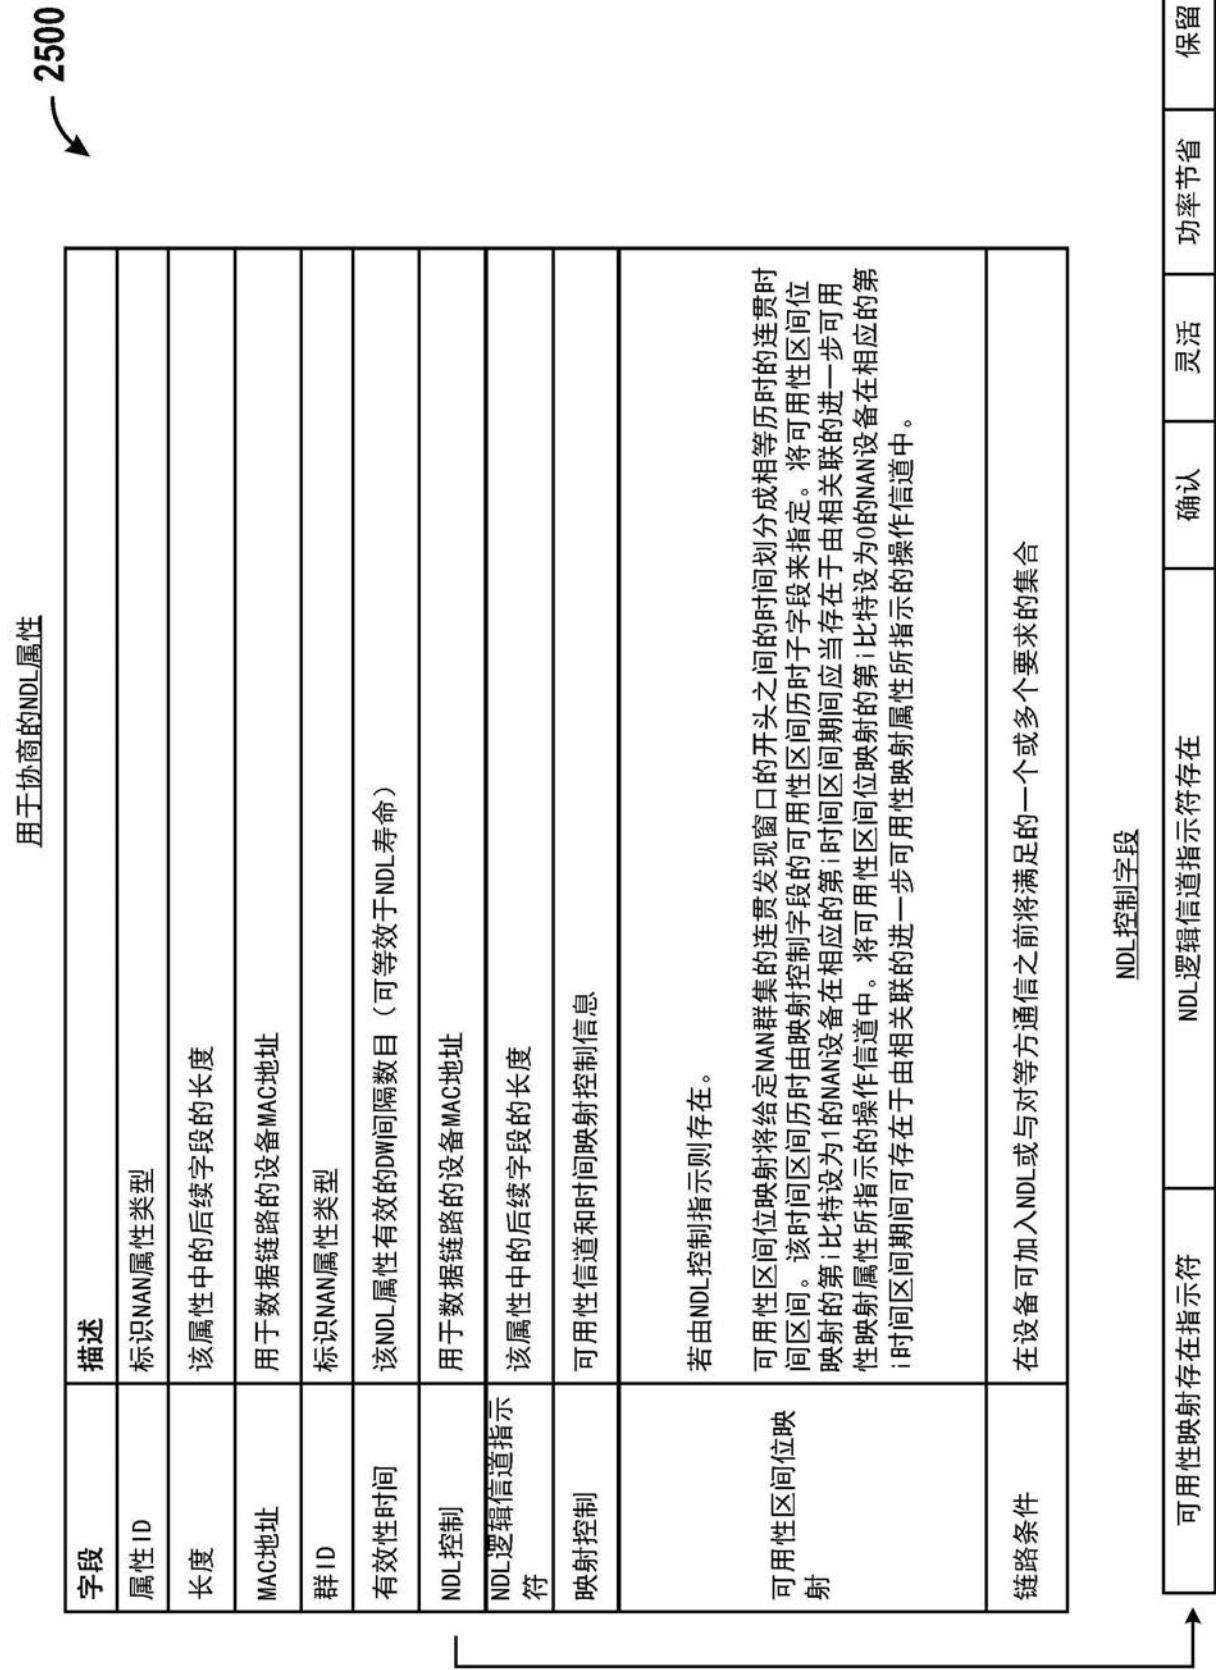 2500
用于协商的NDL属性
字段 描述
属性ID 标识NAN属性类型
长度 该属性中的后续字段的长度
MAC地址 用于数据链路的设备MAC地址
群ID 标识NAN属性类型
有效性时间 该NDL属性有效的DW间隔数目（可等效于NDL寿命）
NDL控制 用于数据链路的设备MAC地址
NDL逻辑信道指示
符
该属性中的后续字段的长度
映射控制 可用性信道和时间映射控制信息
可用性区间位映
射
若由NDL控制指示则存在。
可用性区间位映射将给定NAN群集的连贯发现窗口的开头之间的时间划分成相等历时的连贯时
间区间。该时间区间历时由映射控制字段的可用性区间历时子字段来指定。将可用性区间位
映射的第i比特设为1的NAN设备在相应的第i时间区间期间应当存在于由相关联的进一步可用
性映射属性所指示的操作信道中。将可用性区间位映射的第i比特设为0的NAN设备在相应的第
i时间区间期间可存在于由相关联的进一步可用性映射属性所指示的操作信道中。
链路条件 在设备可加入NDL或与对等方通信之前将满足的一个或多个要求的集合
NDL控制字段
可用性映射存在指示符 NDL逻辑信道指示符存在 确认 灵活 功率节省 保留